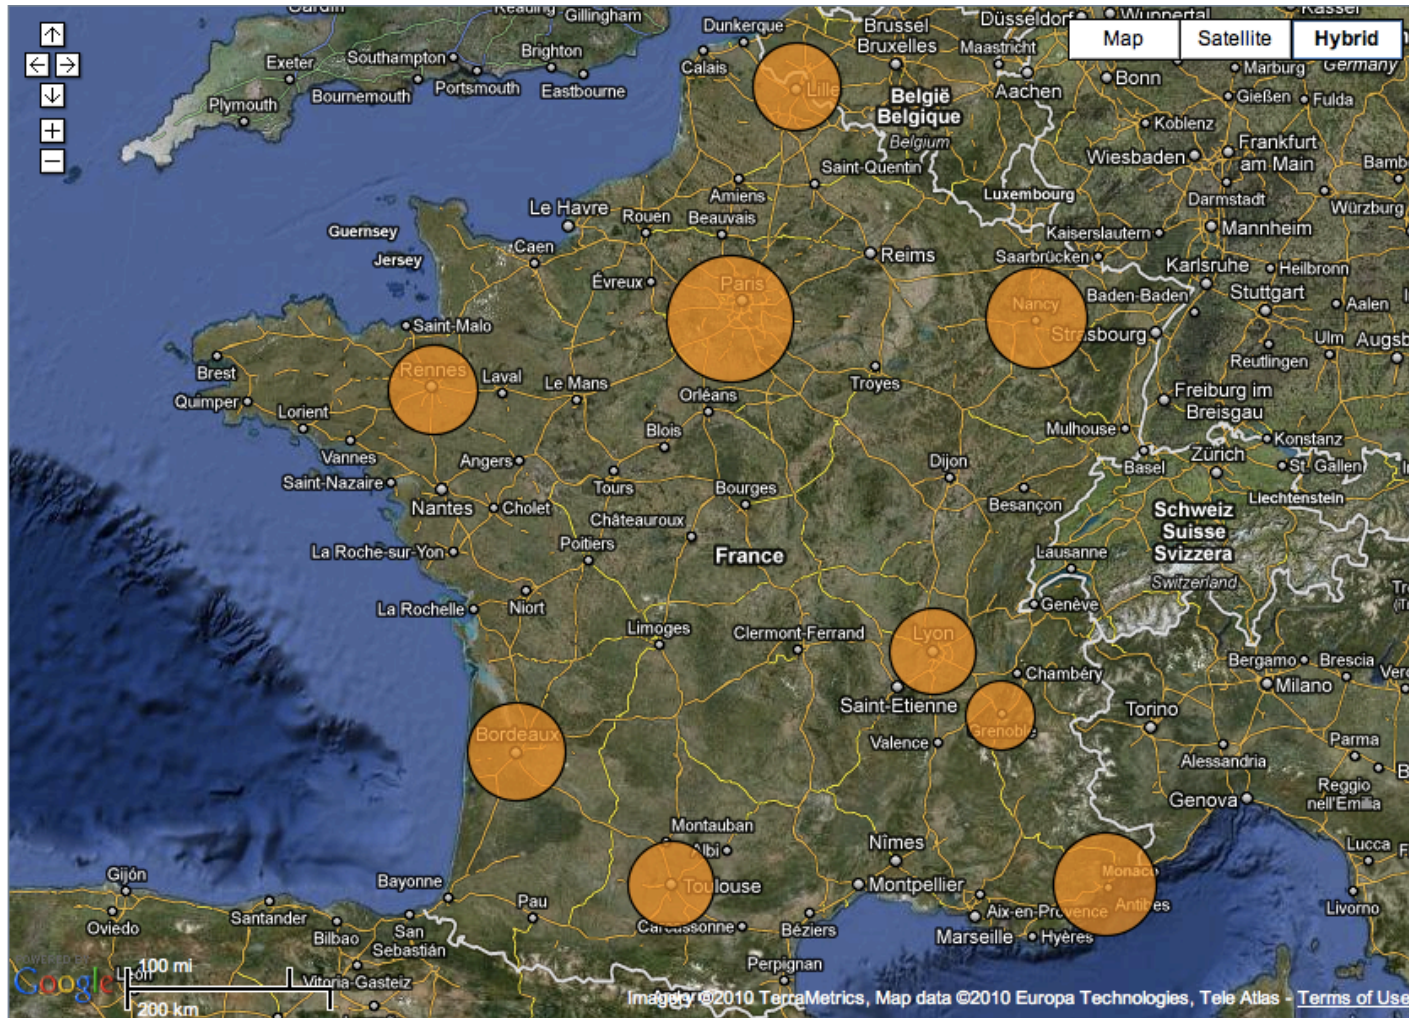 Cardiff
Reading
Gillingham
Dunkerque
Brussel
Bruxelles
Düsseldorf
Wuppertal
Kassel
Map
Satellite
Hybrid
Exeter
Southampton
Brighton
Calais
Maastricht
Bonn
Marburg
Germany
Plymouth
Bournemouth
Portsmouth
Eastbourne
Lille
België
Belgique
Belgium
Aachen
Gießen
Fulda
Koblenz
Wiesbaden
Frankfurt
am Main
Bamb
Saint-Quentin
Amiens
Luxembourg
Darmstadt
Würzburg
Le Havre
Rouen
Beauvais
Guernsey
Jersey
Caen
Reims
Kaiserslautern
Mannheim
Saarbrücken
Karlsruhe
Heilbronn
Évreux
Paris
Nancy
Baden-Baden
Stuttgart
Aalen
Saint-Malo
Strasbourg
Ulm
Augsb
Reutlingen
Brest
Rennes
Laval
Le Mans
Troyes
Quimper
Orléans
Freiburg im
Breisgau
Lorient
Blois
Mulhouse
Konstanz
Vannes
Angers
Dijon
Basel
Zürich
St. Gallen
Saint-Nazaire
Tours
Bourges
Besançon
Liechtenstein
Nantes
Cholet
Châteauroux
Schweiz
Suisse
Svizzera
Switzerland
La Roche-sur-Yon
Poitiers
France
Lausanne
La Rochelle
Niort
Genève
Limoges
Clermont-Ferrand
Lyon
Bergamo
Brescia
Chambéry
Milano
Saint-Etienne
Torino
Bordeaux
Grenoble
Valence
Parma
Alessandria
Reggio
nell'Emilia
Genova
Montauban
Albi
Nîmes
Lucca
Gijón
Bayonne
Toulouse
Montpellier
Monaco
Antibes
Oviedo
Santander
Bilbao
San
Sebastián
Pau
Carcassonne
Béziers
Aix-en-Provence
Marseille
Hyères
Livorno
POWERED BY
Google
100 mi
200 km
Vitoria-Gasteiz
Perpignan
Imagery ©2010 TerraMetrics, Map data ©2010 Europa Technologies, Tele Atlas - Terms of Use